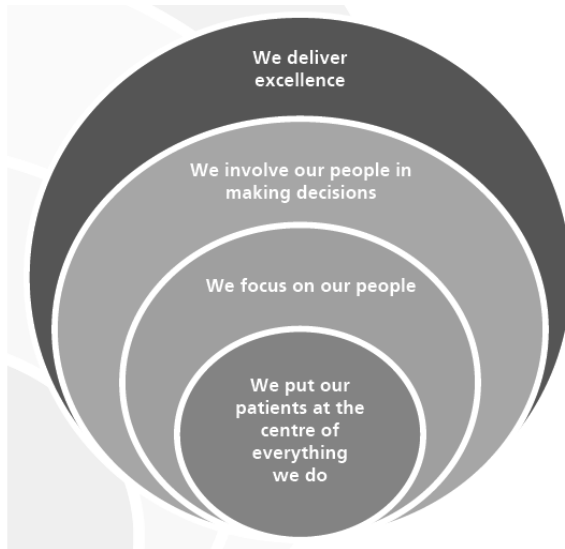 We deliver
excellence
We involve our people in
making decisions
We focus on our people
We put our
patients at the
centre of
everything
we do